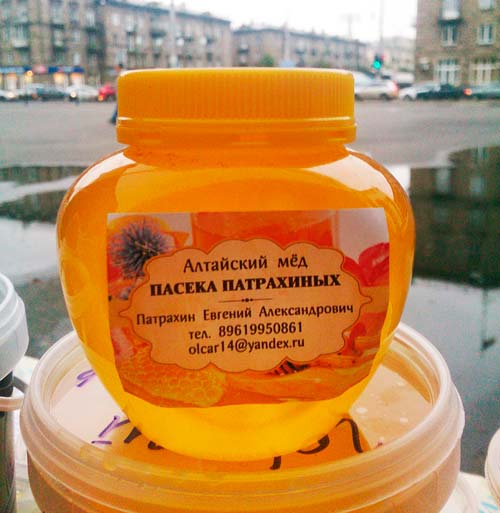 Алтайский мёд
ПАСЕКА ПАТРАХИНЫХ
Патрахин Евгений Александрович
тел. 89619950861
olcar14@yandex.ru